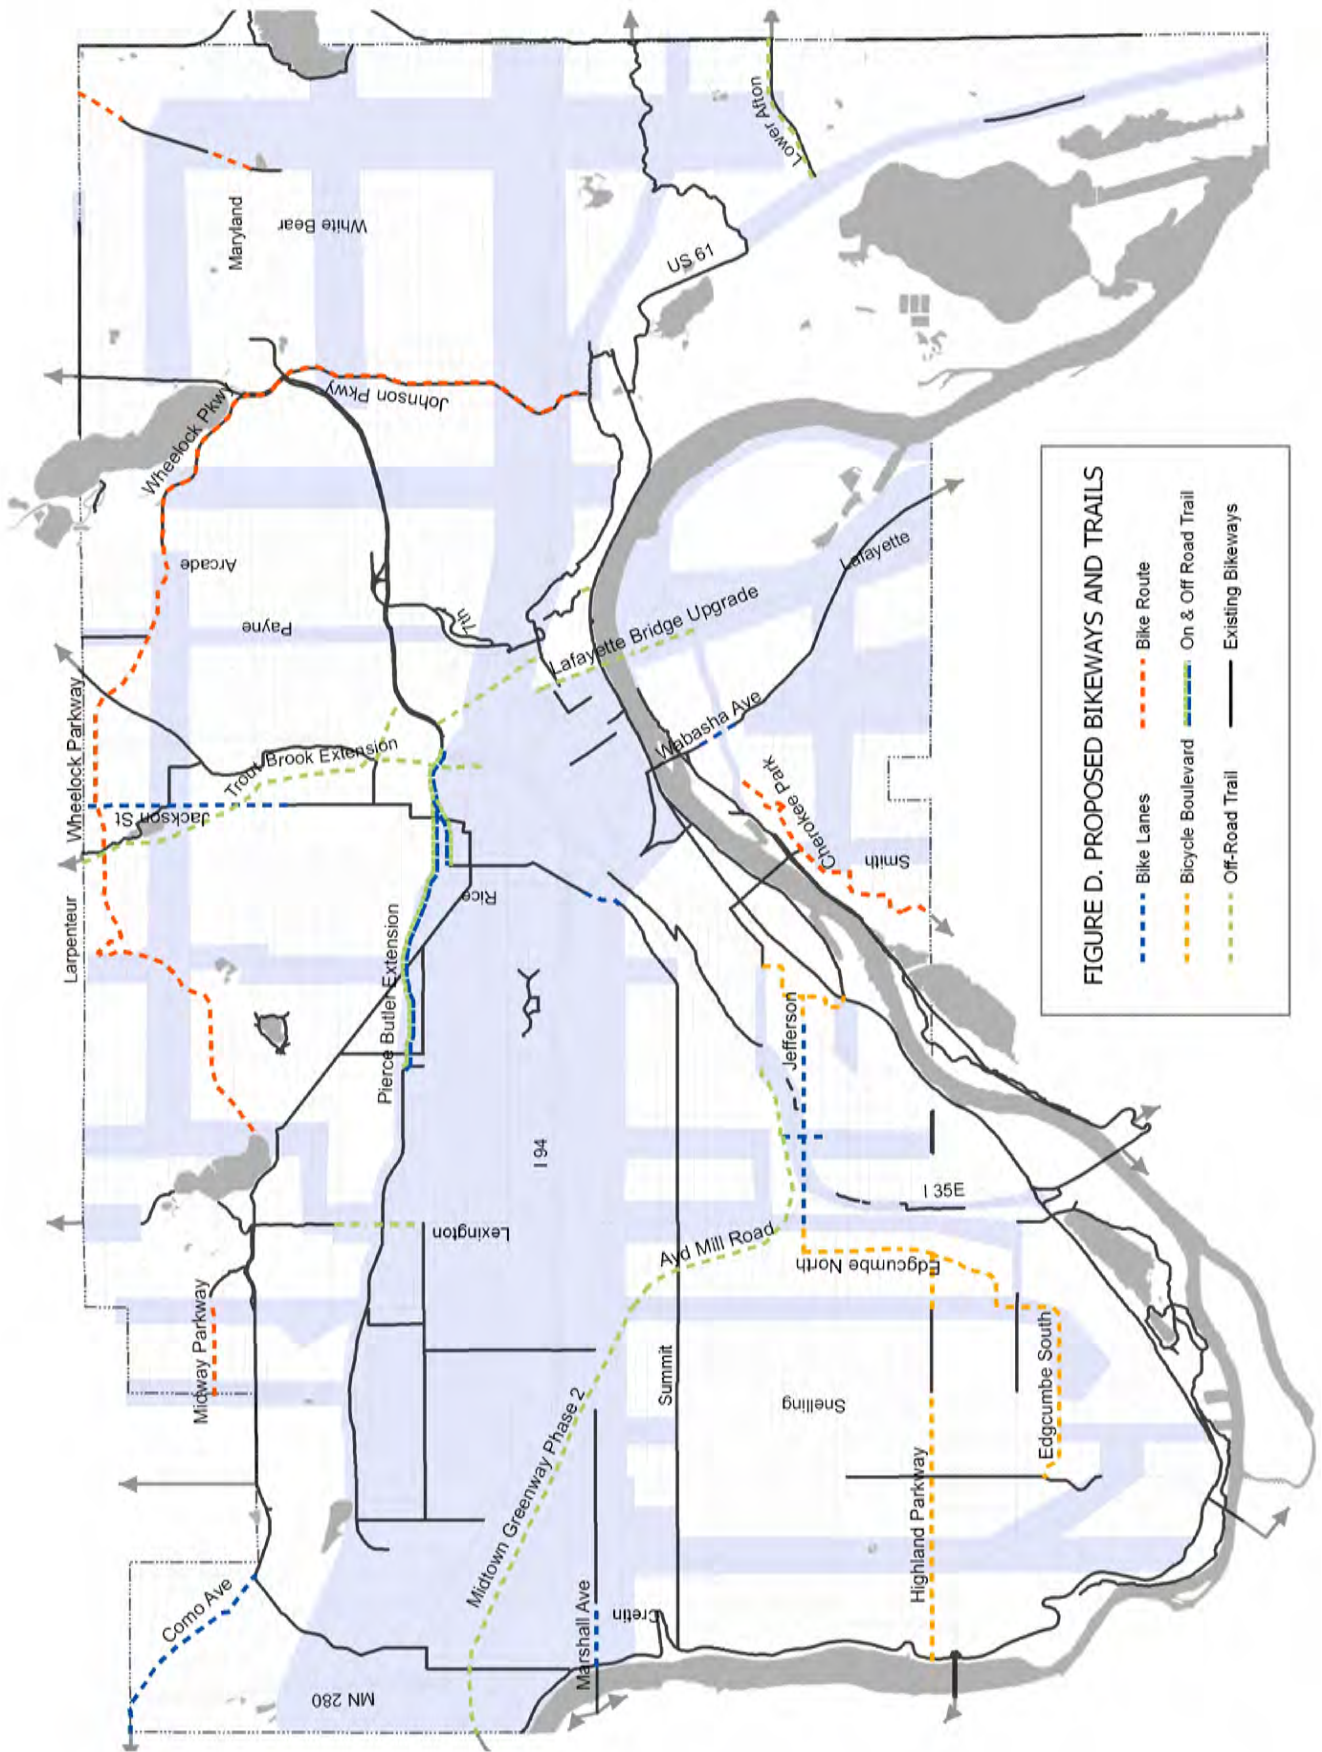 Lower Afton
Maryland
White Bear
US 61
Wheelock Pkwy
Johnson Pkwy
Arcade
Payne
7th
Lafayette
Lafayette Bridge Upgrade
Wheelock Parkway
Trout Brook Extension
Jackson St
Wabasha Ave
Cherokee Park
Smith
Larpenteur
Rice
Pierce Butler Extension
Jefferson
I 94
I 35E
Lexington
Ayd Mill Road
Edgcumbe North
Midway Parkway
Summit
Snelling
Edgcumbe South
Midtown Greenway Phase 2
Highland Parkway
Como Ave
Marshall Ave
Cretin
MN 280
FIGURE D. PROPOSED BIKEWAYS AND TRAILS
Bike Lanes
Bike Route
Bicycle Boulevard
On & Off Road Trail
Off-Road Trail
Existing Bikeways